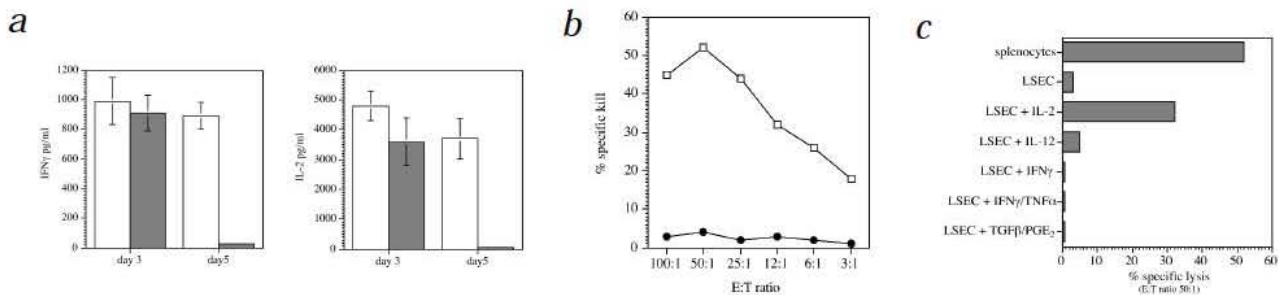 a
IFNγ pg/ml
1200
1000
800
600
400
200
0
day 3
day5
IL-2 pg/ml
6000
5000
4000
3000
2000
1000
0
day 3
day5
b
% specific kill
60
50
40
30
20
10
0
100:1 50:1 25:1 12:1 6:1 3:1
E:T ratio
c
splenocytes
LSEC
LSEC + IL-2
LSEC + IL-12
LSEC + IFNγ
LSEC + IFNγ/TNFα
LSEC + TGFβ/PGE₂
0 10 20 30 40 50 60
% specific lysis
(E:T ratio 50:1)